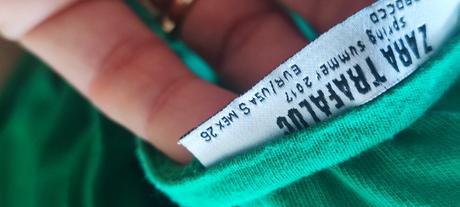 ZARA TRAFALUC
spring summer 2017
EUR/USA S MEX 26